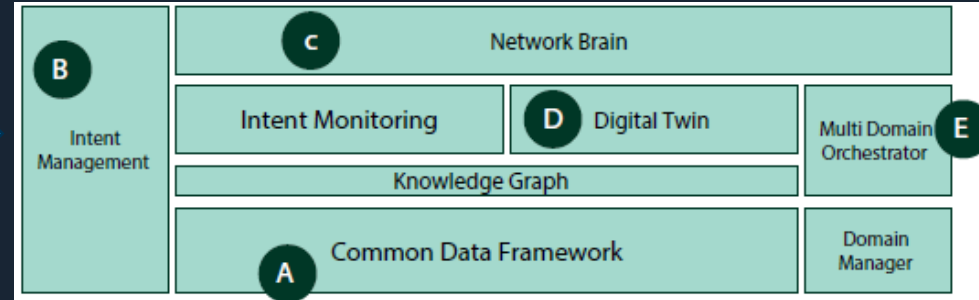 B
Intent
Management
C
Network Brain
Intent Monitoring
D
Digital Twin
Multi Domain
Orchestrator
E
Knowledge Graph
A
Common Data Framework
Domain
Manager